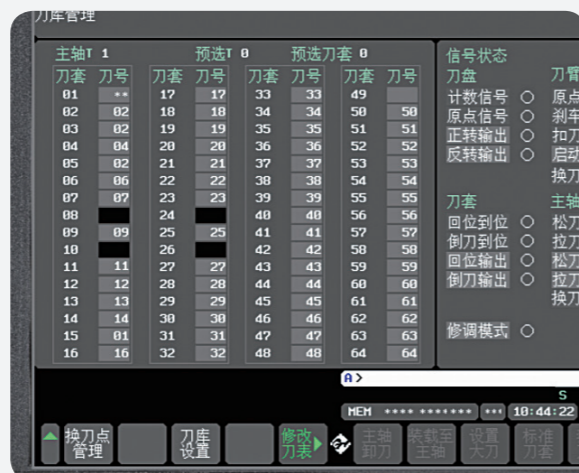 刀库管理
主轴T 1 预选T 0 预选刀套 0
刀套 刀号 刀套 刀号 刀套 刀号 刀套 刀号
01 ** 17 17 33 33 49
02 02 18 18 34 34 50 50
03 02 19 19 35 35 51 51
04 04 20 20 36 36 52 52
05 02 21 21 37 37 53 53
06 06 22 22 38 38 54 54
07 07 23 23 39 39 55 55
08 24 40 40 56 56
09 09 25 25 41 41 57 57
10 26 42 42 58 58
11 11 27 27 43 43 59 59
12 12 28 28 44 44 60 60
13 13 29 29 45 45 61 61
14 14 30 30 46 46 62 62
15 01 31 31 47 47 63 63
16 16 32 32 48 48 64 64
信号状态
刀盘 刀臂
计数信号 原点
原点信号 刹车
正转输出 扣刀
反转输出 启动
换刀
刀套 主轴
回位到位 松刀
倒刀到位 拉刀
回位输出 松刀
倒刀输出 拉刀
换刀
修调模式
A>
S
MEM **** *** **** *** 10:44:22
换刀点 刀库 修改 主轴 装载至 设置 标准
管理 设置 刀表 卸刀 主轴 大刀 刀套